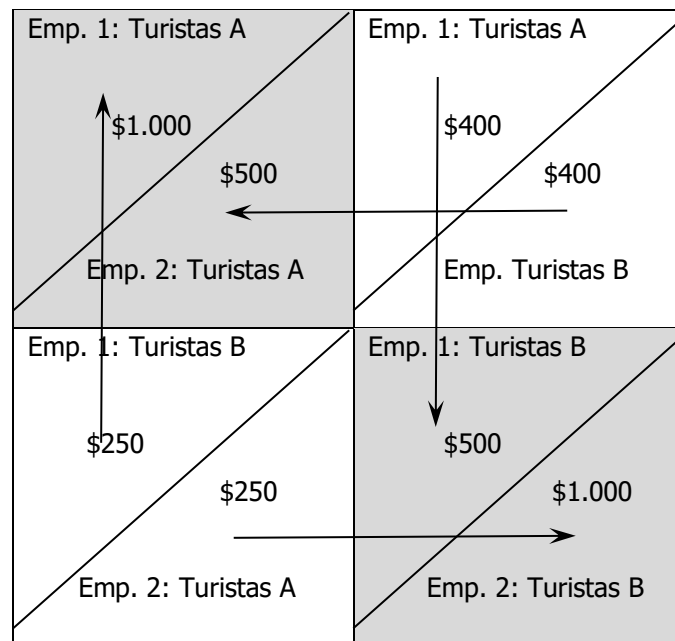 Emp. 1: Turistas A
$1.000
$500
Emp. 2: Turistas A
Emp. 1: Turistas A
$400
$400
Emp. Turistas B
Emp. 1: Turistas B
$250
$250
Emp. 2: Turistas A
Emp. 1: Turistas B
$500
$1.000
Emp. 2: Turistas B